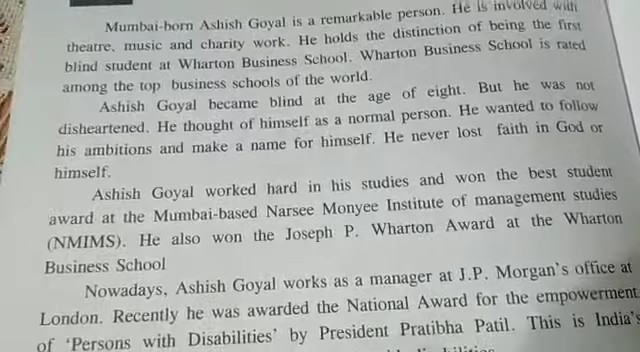 Mumbai-born Ashish Goyal is a remarkable person. He is involved with
theatre, music and charity work. He holds the distinction of being the first
blind student at Wharton Business School. Wharton Business School is rated
among the top business schools of the world.
Ashish Goyal became blind at the age of eight. But he was not
disheartened. He thought of himself as a normal person. He wanted to follow
his ambitions and make a name for himself. He never lost faith in God or
himself.
Ashish Goyal worked hard in his studies and won the best student
award at the Mumbai-based Narsee Monyee Institute of management studies
(NMIMS). He also won the Joseph P. Wharton Award at the Wharton
Business School
Nowadays, Ashish Goyal works as a manager at J.P. Morgan's office at
London. Recently he was awarded the National Award for the empowerment
of 'Persons with Disabilities' by President Pratibha Patil. This is India's